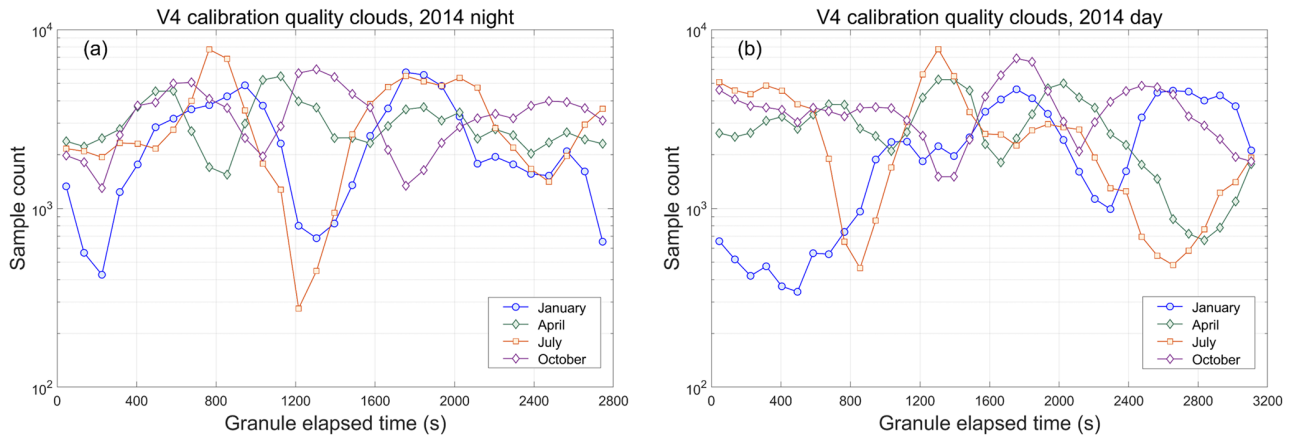 V4 calibration quality clouds, 2014 night
(a)
Sample count
10^4
10^3
10^2
0 400 800 1200 1600 2000 2400 2800
Granule elapsed time (s)
January
April
July
October
V4 calibration quality clouds, 2014 day
(b)
Sample count
10^4
10^3
10^2
0 400 800 1200 1600 2000 2400 2800 3200
Granule elapsed time (s)
January
April
July
October